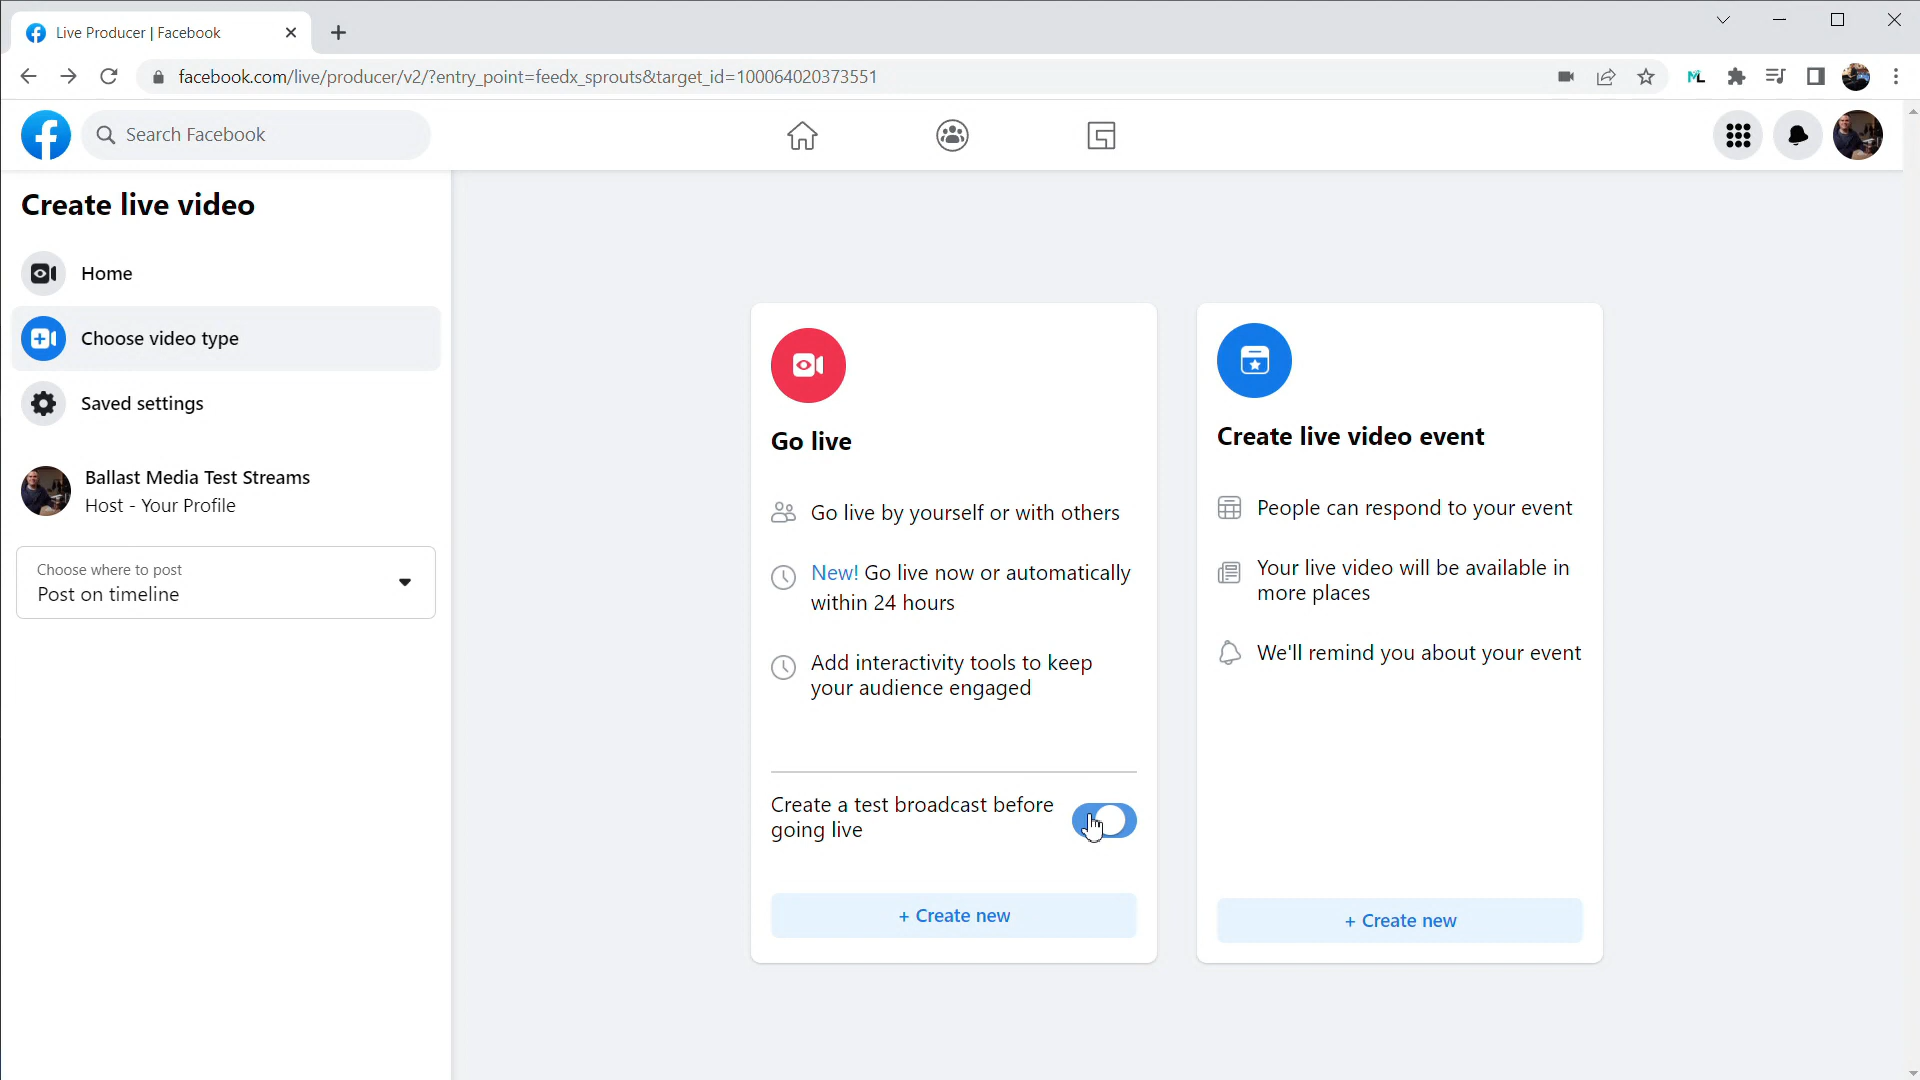 Live Producer | Facebook
facebook.com/live/producer/v2/?entry_point=feedx_sprouts&target_id=100064020373551
ML
Search Facebook
Create live video
Home
Choose video type
Saved settings
Ballast Media Test Streams
Host - Your Profile
Choose where to post
Post on timeline
Go live
Go live by yourself or with others
New! Go live now or automatically
within 24 hours
Add interactivity tools to keep
your audience engaged
Create a test broadcast before
going live
+ Create new
Create live video event
People can respond to your event
Your live video will be available in
more places
We'll remind you about your event
+ Create new